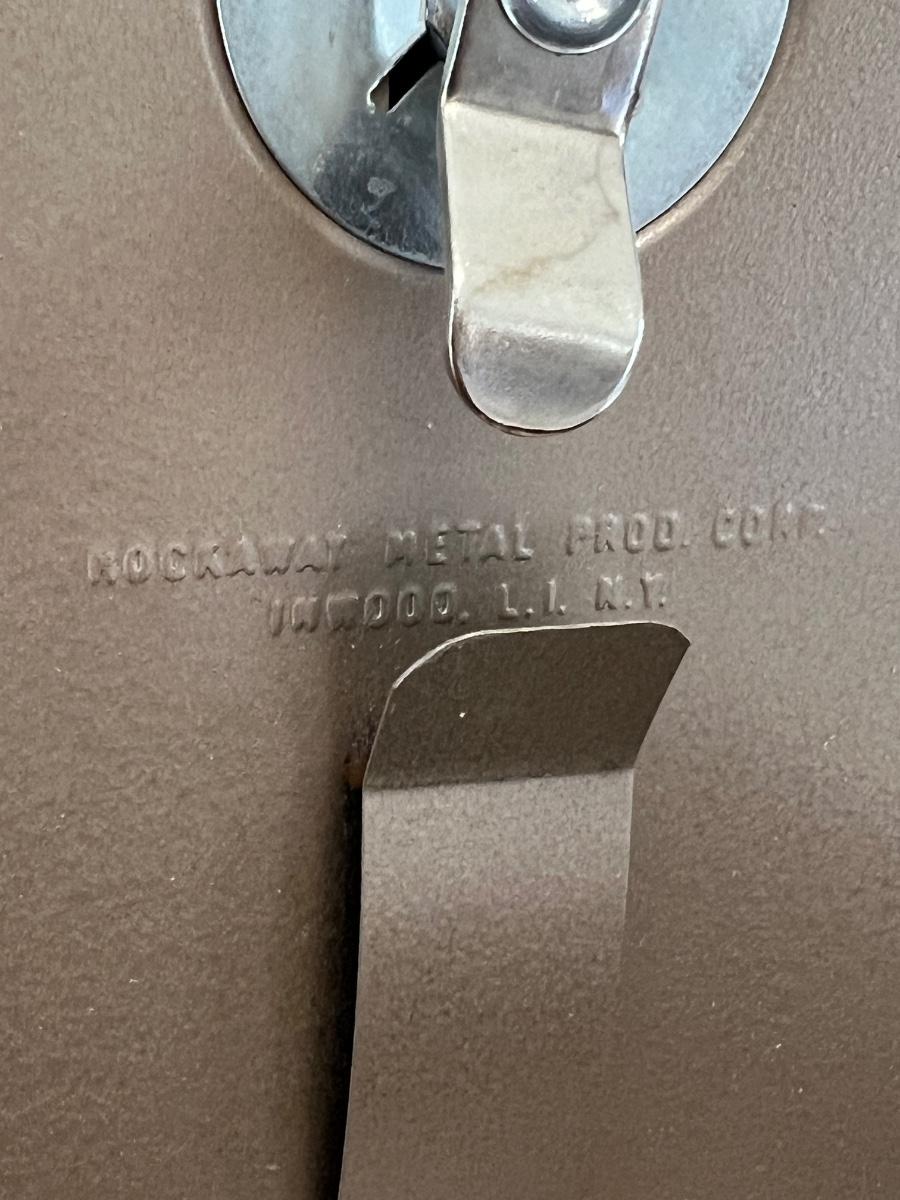 ROCKAWAY METAL PROD. CORP.
INWOOD, L.I. N.Y.